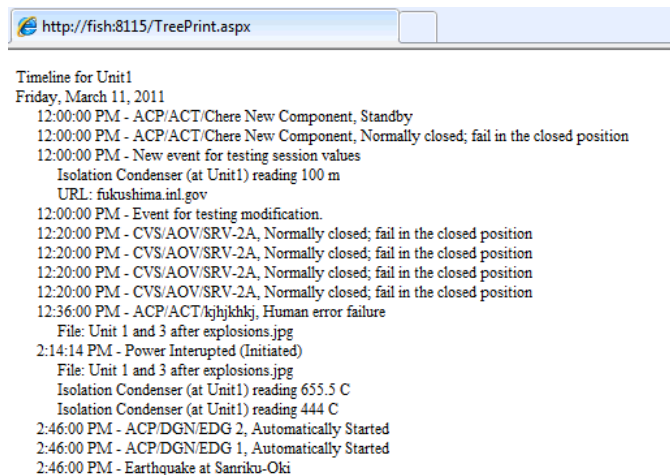 http://fish:8115/TreePrint.aspx
Timeline for Unit1
Friday, March 11, 2011
12:00:00 PM - ACP/ACT/Chere New Component, Standby
12:00:00 PM - ACP/ACT/Chere New Component, Normally closed; fail in the closed position
12:00:00 PM - New event for testing session values
Isolation Condenser (at Unit1) reading 100 m
URL: fukushima.inl.gov
12:00:00 PM - Event for testing modification.
12:20:00 PM - CVS/AOV/SRV-2A, Normally closed; fail in the closed position
12:20:00 PM - CVS/AOV/SRV-2A, Normally closed; fail in the closed position
12:20:00 PM - CVS/AOV/SRV-2A, Normally closed; fail in the closed position
12:20:00 PM - CVS/AOV/SRV-2A, Normally closed; fail in the closed position
12:36:00 PM - ACP/ACT/kjhjkhkj, Human error failure
File: Unit 1 and 3 after explosions.jpg
2:14:14 PM - Power Interupted (Initiated)
File: Unit 1 and 3 after explosions.jpg
Isolation Condenser (at Unit1) reading 655.5 C
Isolation Condenser (at Unit1) reading 444 C
2:46:00 PM - ACP/DGN/EDG 2, Automatically Started
2:46:00 PM - ACP/DGN/EDG 1, Automatically Started
2:46:00 PM - Earthquake at Sanriku-Oki